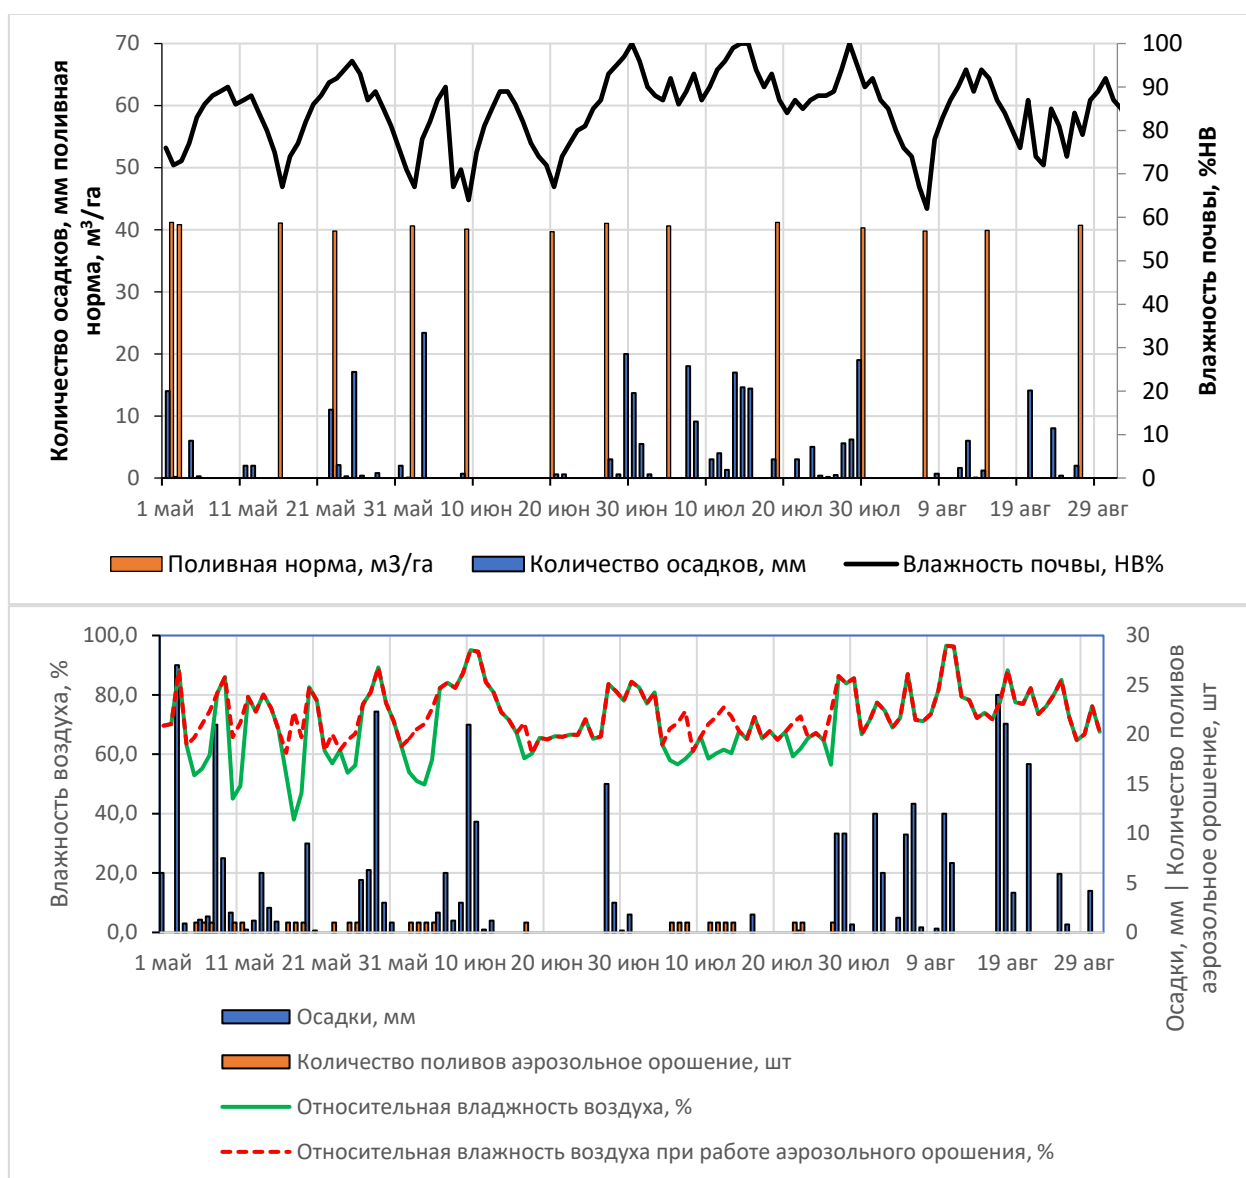 Количество осадков, мм поливная
норма, м³/га
70
60
50
40
30
20
10
0
100
90
80
70
60
50
40
30
20
10
0
Влажность почвы, %НВ
1 май 11 май 21 май 31 май 10 июн 20 июн 30 июн 10 июл 20 июл 30 июл 9 авг 19 авг 29 авг
Поливная норма, м3/га Количество осадков, мм Влажность почвы, НВ%
Влажность воздуха, %
100,0
80,0
60,0
40,0
20,0
0,0
30
25
20
15
10
5
0
Осадки, мм | Количество поливов
аэрозольное орошение, шт
1 май 11 май 21 май 31 май 10 июн 20 июн 30 июн 10 июл 20 июл 30 июл 9 авг 19 авг 29 авг
Осадки, мм
Количество поливов аэрозольное орошение, шт
Относительная владжность воздуха, %
Относительная влажность воздуха при работе аэрозольного орошения, %